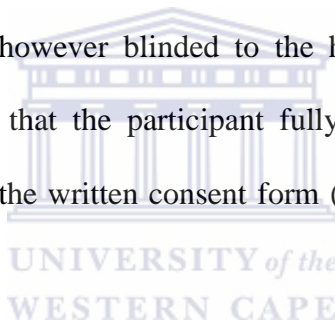 however blinded to the
that the participant fully
the written consent form (
UNIVERSITY of the
WESTERN CAPE